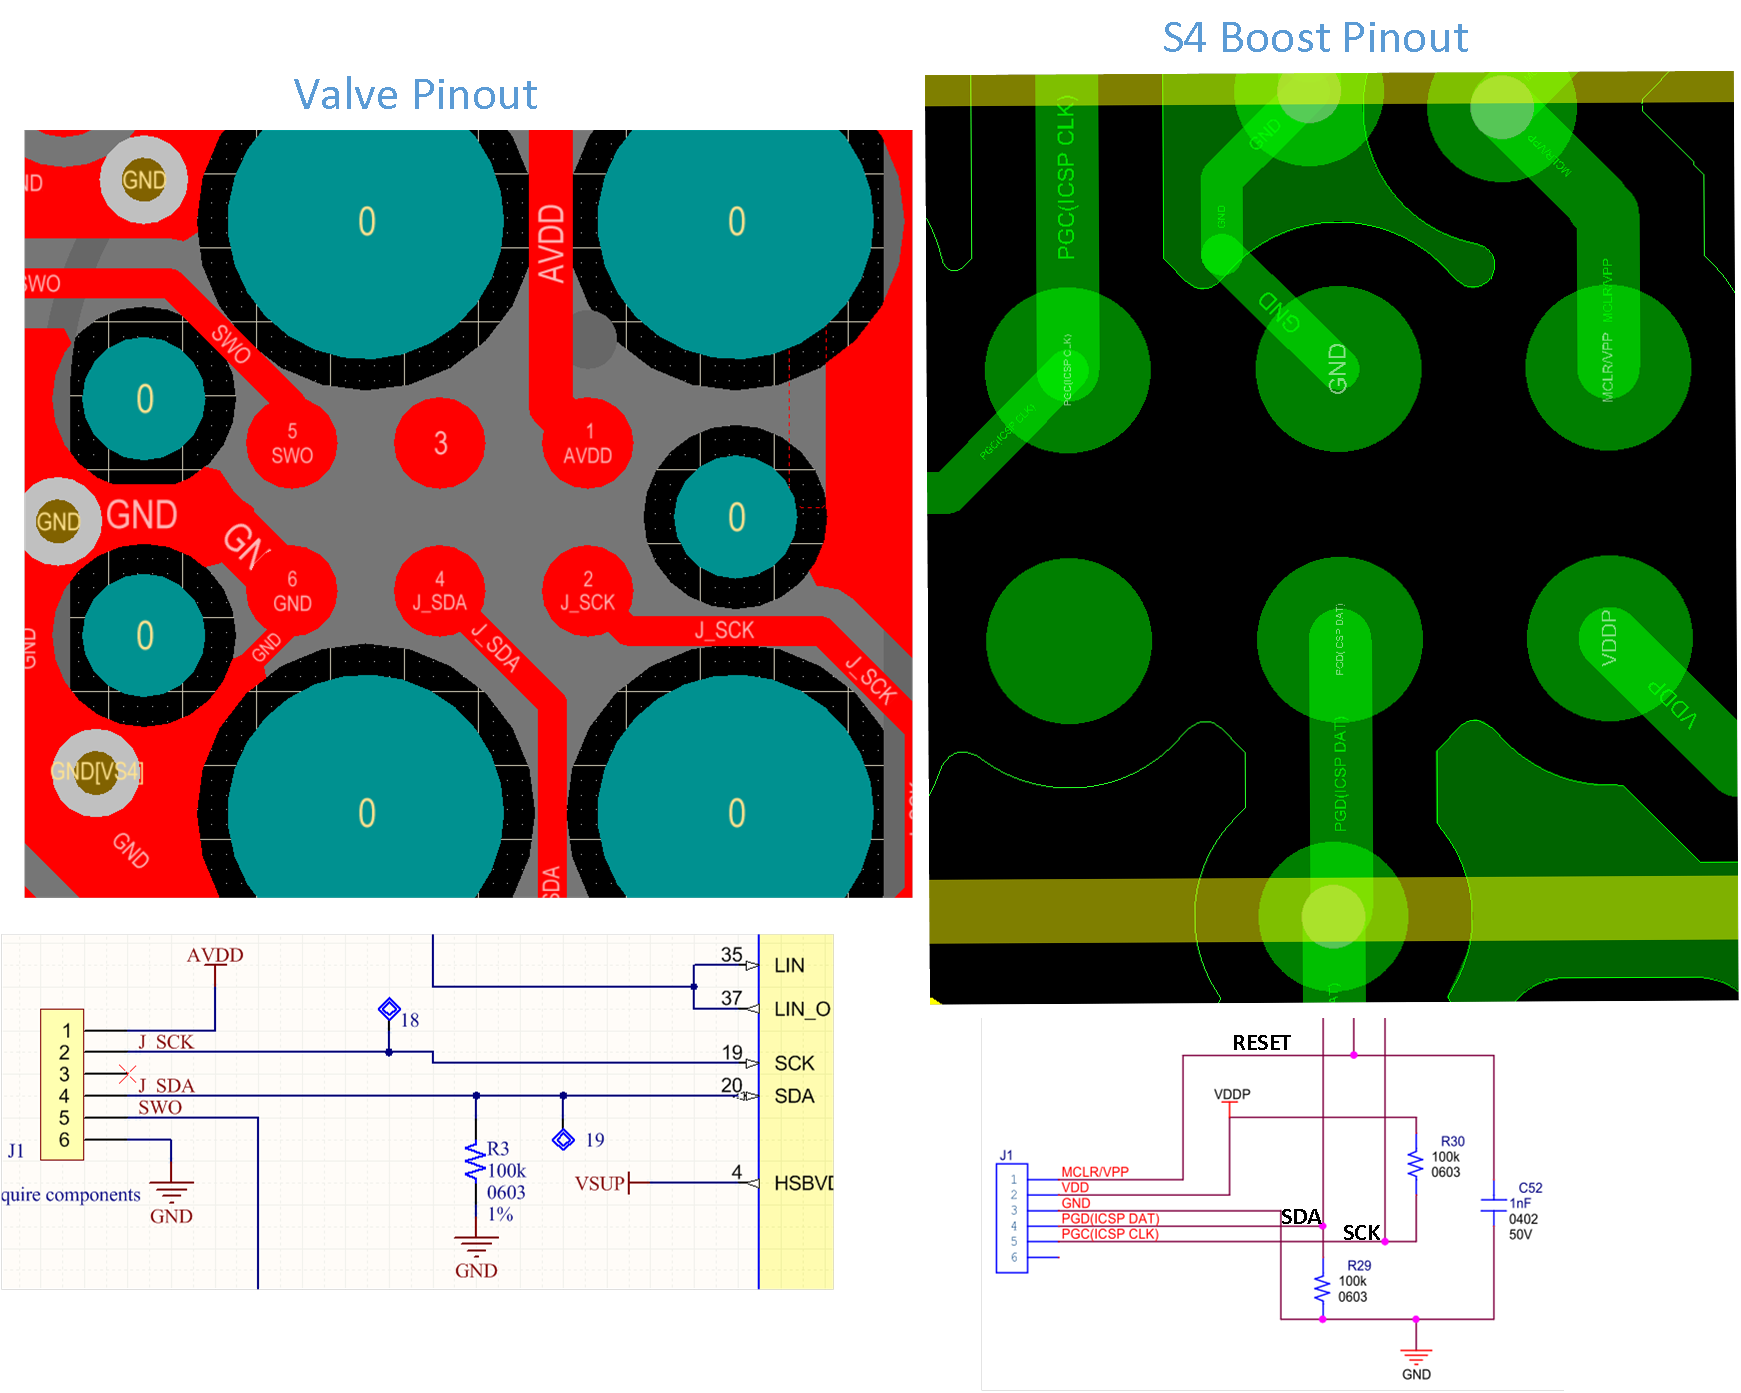 Valve Pinout
S4 Boost Pinout
GND
ND
0
0
AVDD
SWO
SWO
0
5
SWO
3
1
AVDD
GND
GND
GN
0
6
GND
4
J_SDA
2
J_SCK
0
GND
GND
J_SDA
J_SCK
J_SCK
GND[VS4]
0
0
GND
SDA
PGC(ICSP CLK)
GND
MCLR/VPP
GND
MCLR/VPP
GND
PGC(ICSP CLK)
GND
MCLR/VPP
PGC(ICSP CLK)
PGD(ICSP DAT)
VDDP
VDDP
PGD(ICSP DAT)
AT)
AVDD
1
2
3
4
5
6
J_SCK
J_SDA
SWO
J1
quire components
GND
18
19
R3
100k
0603
1%
GND
VSUP
35
LIN
37
LIN_O
19
SCK
20
SDA
4
HSBVD
RESET
VDDP
J1
1
2
3
4
5
6
MCLR/VPP
VDD
GND
PGD(ICSP DAT)
PGC(ICSP CLK)
SDA
SCK
R30
100k
0603
C52
1nF
0402
50V
R29
100k
0603
GND